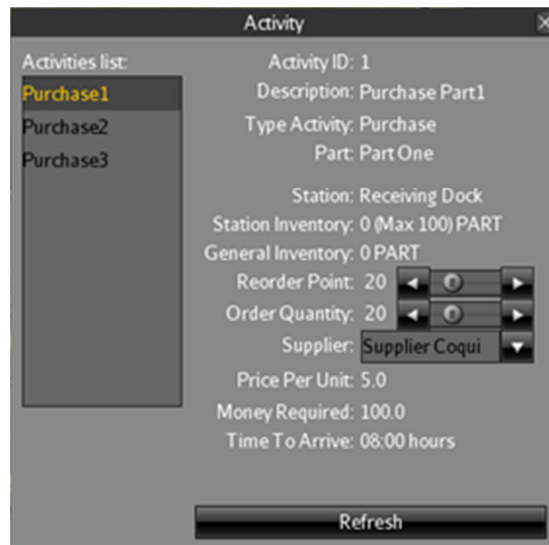 Activity
Activities list:
Purchase1
Purchase2
Purchase3
Activity ID: 1
Description: Purchase Part1
Type Activity: Purchase
Part: Part One
Station: Receiving Dock
Station Inventory: 0 (Max 100) PART
General Inventory: 0 PART
Reorder Point: 20
Order Quantity: 20
Supplier: Supplier Coqui
Price Per Unit: 5.0
Money Required: 100.0
Time To Arrive: 08:00 hours
Refresh